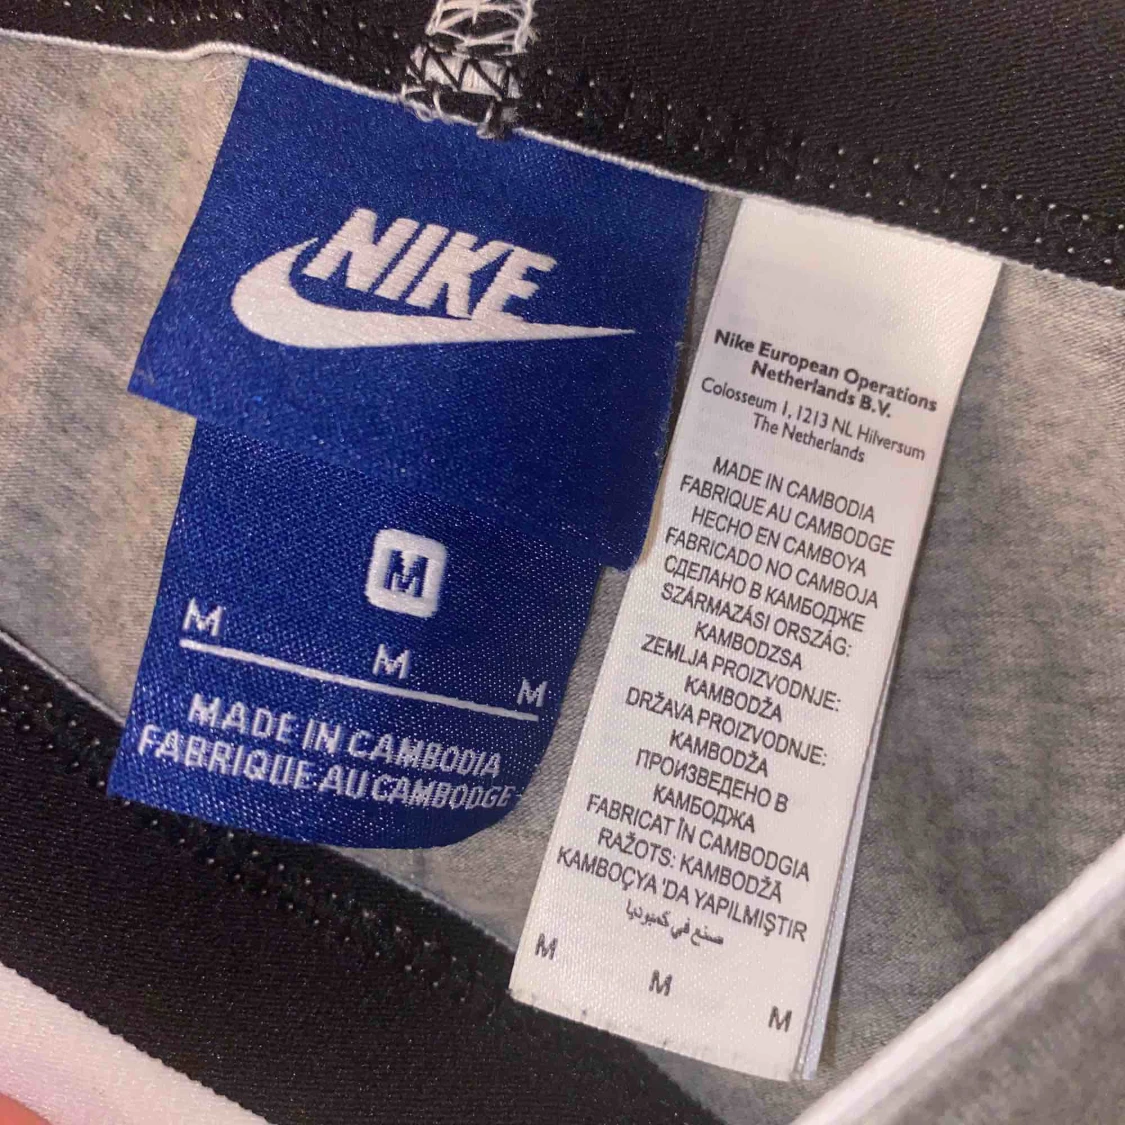 NIKE
M
M
M
M
MADE IN CAMBODIA
FABRIQUE AU CAMBODGE
Nike European Operations
Netherlands B.V.
Colosseum 1, 1213 NL Hilversum
The Netherlands
MADE IN CAMBODIA
FABRIQUE AU CAMBODGE
HECHO EN CAMBOYA
FABRICADO NO CAMBOJA
СДЕЛАНО В КАМБОДЖЕ
SZÁRMAZÁSI ORSZÁG:
KAMBODZSA
ZEMLJA PROIZVODNJE:
KAMBODŽA
DRŽAVA PROIZVODNJE:
KAMBODŽA
ПРОИЗВЕДЕНО В
КАМБОДЖА
FABRICAT ÎN CAMBODGIA
RAŽOTS: KAMBODŽĀ
KAMBOÇYA 'DA YAPILMIŞTIR
صنع في كمبوديا
M
M
M